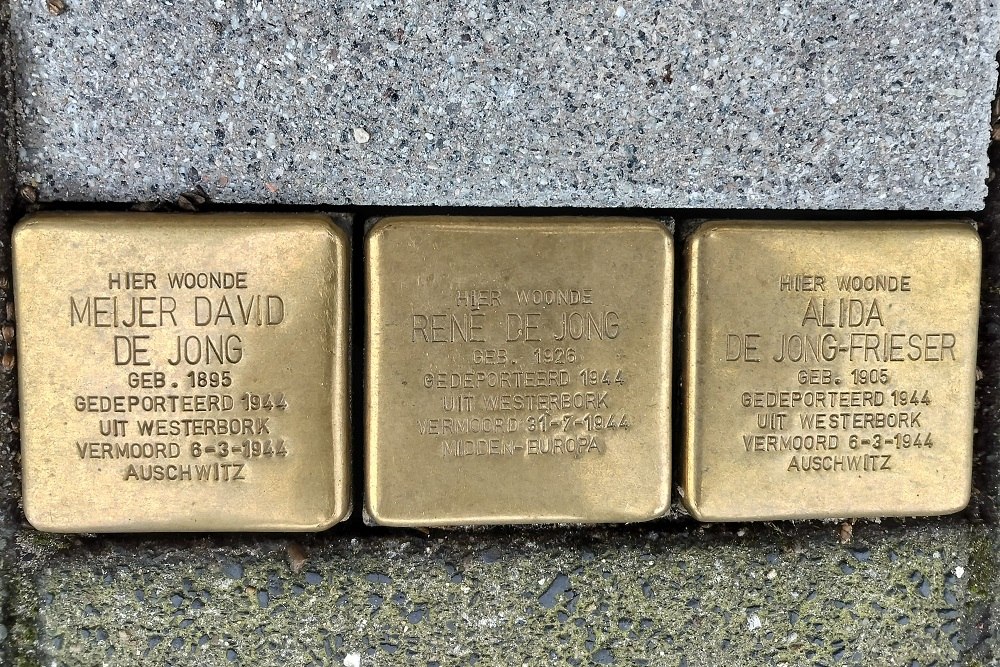 HIER WOONDE
MEIJER DAVID
DE JONG
GEB. 1895
GEDEPORTEERD 1944
UIT WESTERBORK
VERMOORD 6-3-1944
AUSCHWITZ
HIER WOONDE
RENÉ DE JONG
GEB. 1926
GEDEPORTEERD 1944
UIT WESTERBORK
VERMOORD 31-7-1944
MIDDEN-EUROPA
HIER WOONDE
ALIDA
DE JONG-FRIESER
GEB. 1905
GEDEPORTEERD 1944
UIT WESTERBORK
VERMOORD 6-3-1944
AUSCHWITZ